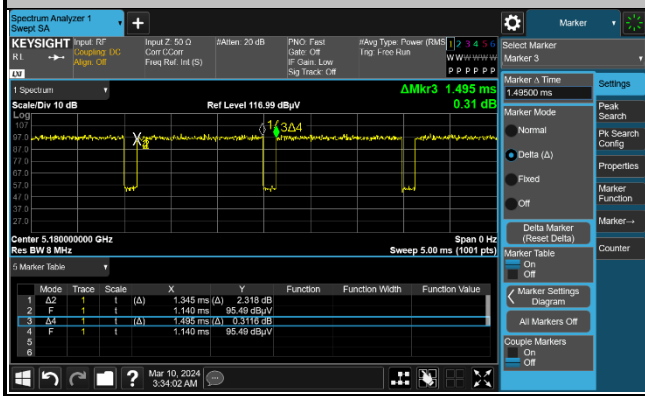 Spectrum Analyzer 1
Swept SA
Marker
KEYSIGHT
Input: RF
Input Z: 50 Ω
#Atten: 20 dB
PNO: Fast
#Avg Type: Power (RMS
1 2 3 4 5 6
Select Marker
Marker 3
R L
Coupling: DC
Corr CCorr
Gate: Off
Trig: Free Run
Align: Off
Freq Ref: Int (S)
IF Gain: Low
W W W W W W
Sig Track: Off
P P P P P P
LXI
1 Spectrum
ΔMkr3 1.495 ms
Scale/Div 10 dB
Ref Level 116.99 dBµV
0.31 dB
Log
107
97.0
87.0
77.0
67.0
57.0
47.0
37.0
27.0
3Δ4
Center 5.180000000 GHz
Span 0 Hz
Res BW 8 MHz
Sweep 5.00 ms (1001 pts)
5 Marker Table
Mode Trace Scale X Y Function Function Width Function Value
1 Δ2 1 t (Δ) 1.345 ms (Δ) 2.318 dB
2 F 1 t 1.140 ms 95.49 dBµV
3 Δ4 1 t (Δ) 1.495 ms (Δ) 0.3116 dB
4 F 1 t 1.140 ms 95.49 dBµV
5
6
Marker Δ Time
1.49500 ms
Marker Mode
Normal
Delta (Δ)
Fixed
Off
Delta Marker
(Reset Delta)
Marker Table
On
Off
Marker Settings
Diagram
All Markers Off
Couple Markers
On
Off
Settings
Peak
Search
Pk Search
Config
Properties
Marker
Function
Marker→
Counter
?
Mar 10, 2024
3:34:02 AM